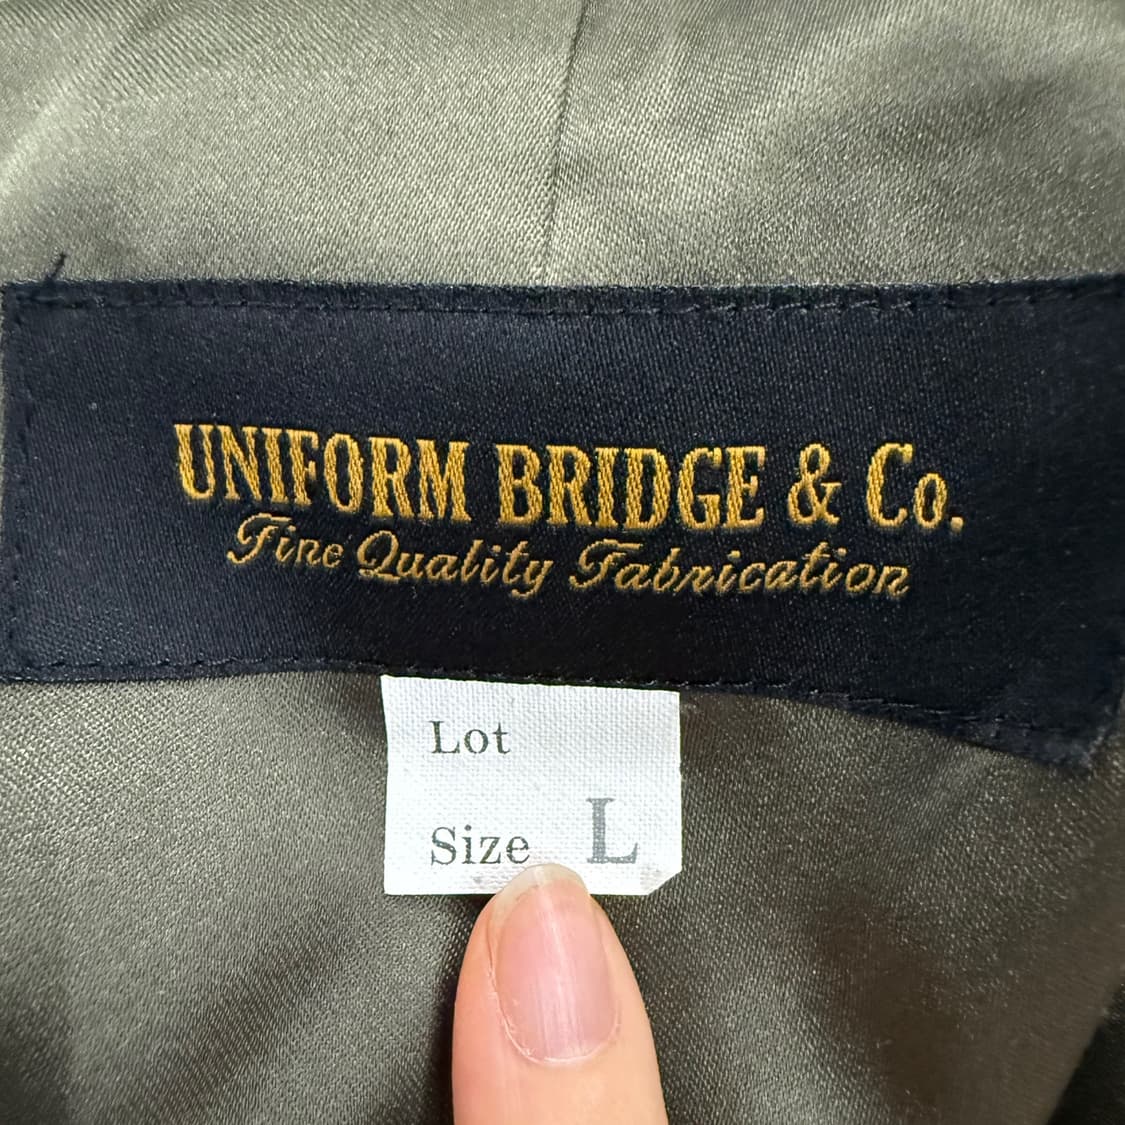 UNIFORM BRIDGE & Co.
Fine Quality Fabrication
Lot
Size L